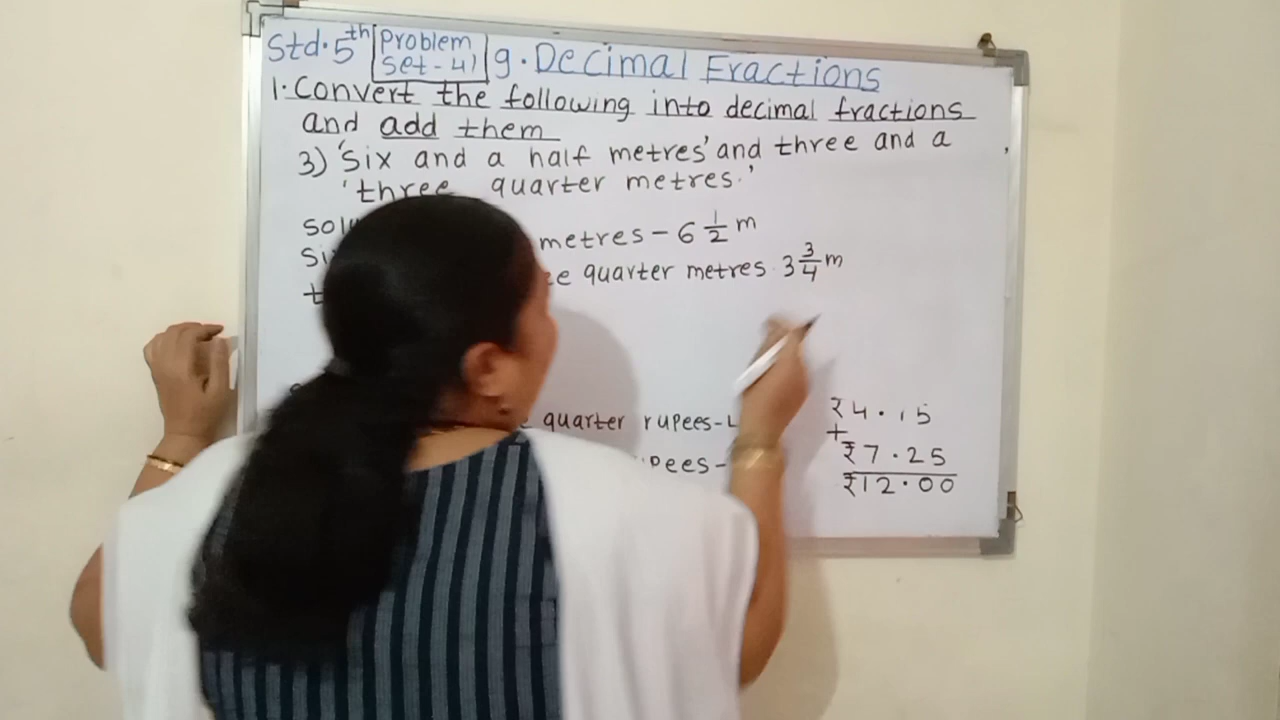 Std. 5th Problem Set-41 9. Decimal Fractions
1. Convert the following into decimal fractions
and add them
3) 'Six and a half metres' and three and a
'three quarter metres.'
metres - 6 1/2 m
quarter metres 3 3/4 m
₹4.15
quarter rupees-
+
₹7.25
₹12.00